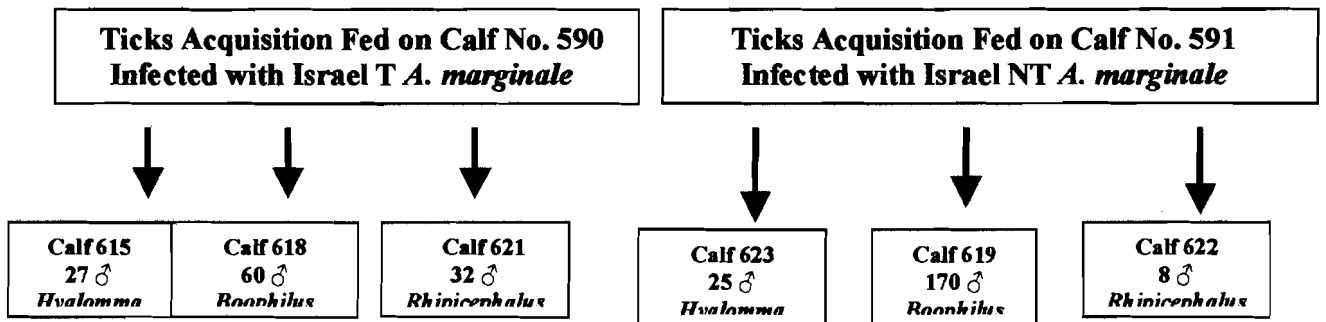 Ticks Acquisition Fed on Calf No. 590
Infected with Israel T A. marginale
Ticks Acquisition Fed on Calf No. 591
Infected with Israel NT A. marginale
Calf 615
27 ♂
Hyalomma
Calf 618
60 ♂
Boophilus
Calf 621
32 ♂
Rhipicephalus
Calf 623
25 ♂
Hyalomma
Calf 619
170 ♂
Boophilus
Calf 622
8 ♂
Rhipicephalus